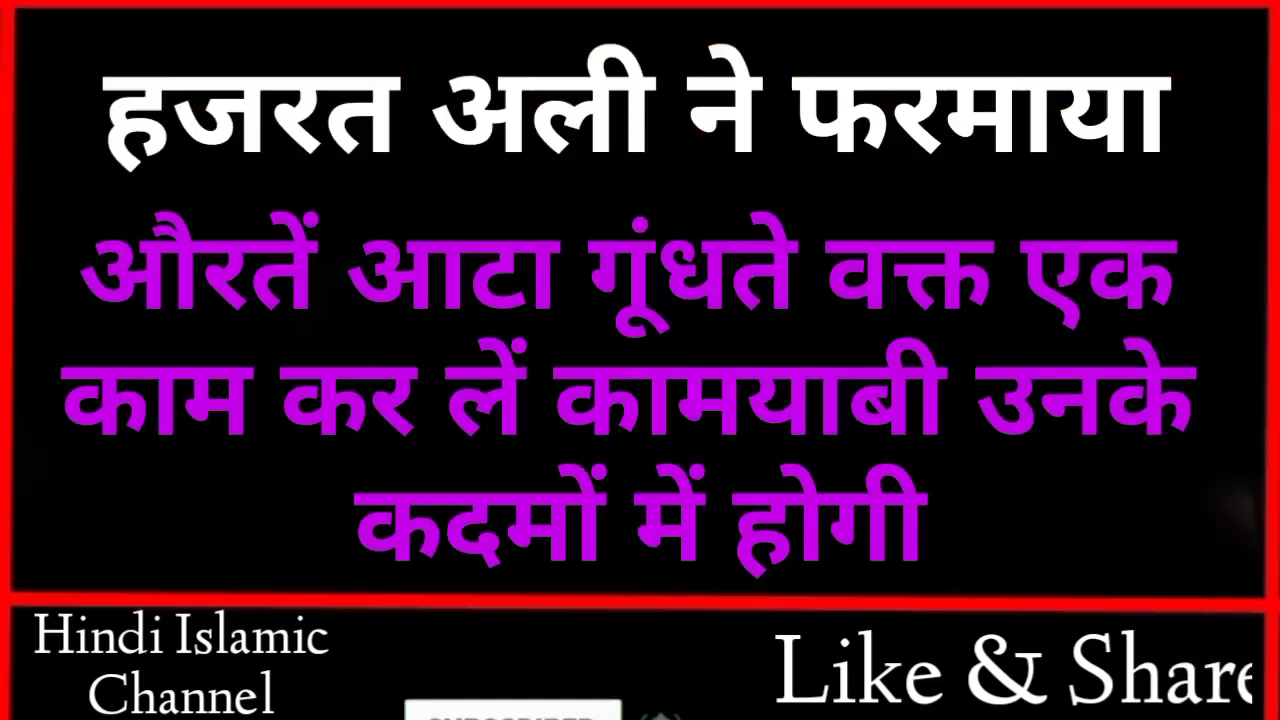 हजरत अली ने फरमाया
औरतें आटा गूंधते वक्त एक
काम कर लें कामयाबी उनके
कदमों में होगी
Hindi Islamic
Channel
Like & Share